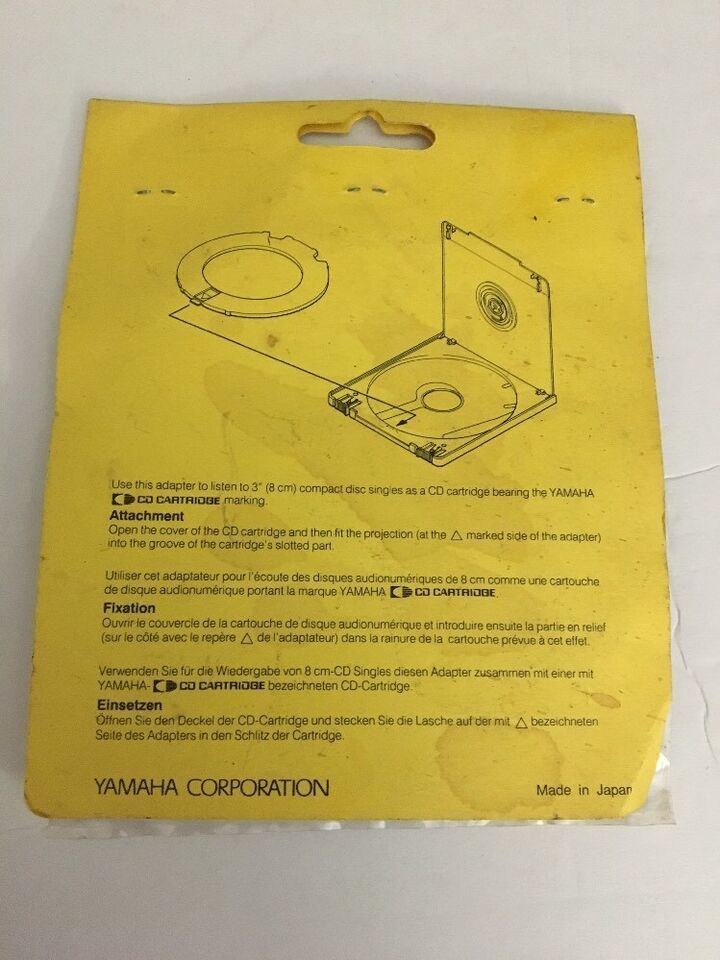 Use this adapter to listen to 3" (8 cm) compact disc singles as a CD cartridge bearing the YAMAHA
CD CARTRIDGE marking.
Attachment
Open the cover of the CD cartridge and then fit the projection (at the △ marked side of the adapter)
into the groove of the cartridge's slotted part.
Utiliser cet adaptateur pour l'écoute des disques audionumériques de 8 cm comme une cartouche
de disque audionumérique portant la marque YAMAHA CD CARTRIDGE.
Fixation
Ouvrir le couvercle de la cartouche de disque audionumérique et introduire ensuite la partie en relief
(sur le côté avec le repère △ de l'adaptateur) dans la rainure de la cartouche prévue à cet effet.
Verwenden Sie für die Wiedergabe von 8 cm-CD Singles diesen Adapter zusammen mit einer mit
YAMAHA- CD CARTRIDGE bezeichneten CD-Cartridge.
Einsetzen
Öffnen Sie den Deckel der CD-Cartridge und stecken Sie die Lasche auf der mit △ bezeichneten
Seite des Adapters in den Schlitz der Cartridge.
YAMAHA CORPORATION
Made in Japan